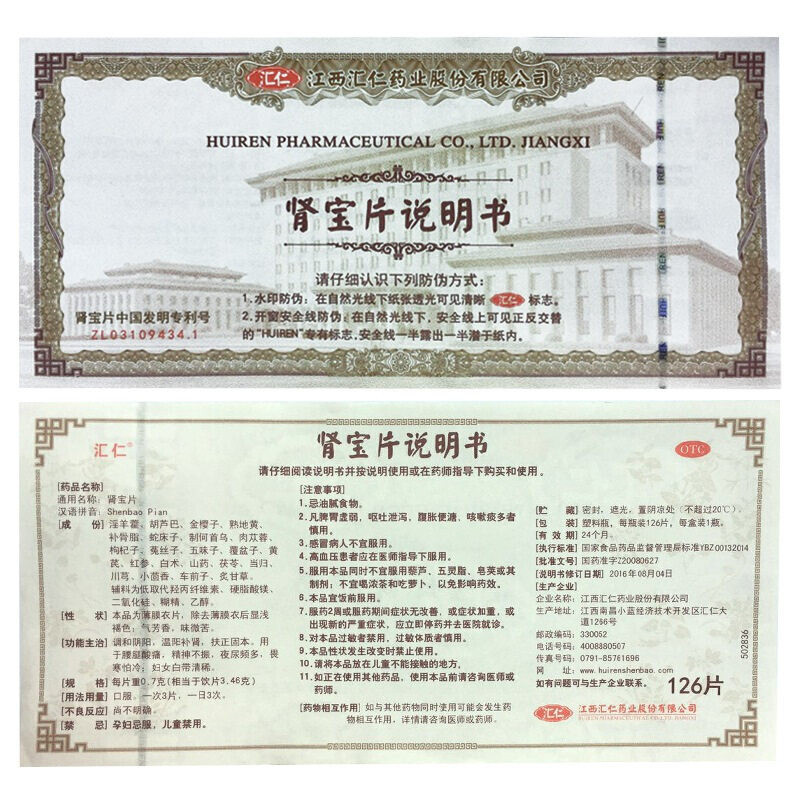 汇仁 江西汇仁药业股份有限公司
HUIREN PHARMACEUTICAL CO., LTD. JIANGXI
肾宝片说明书
请仔细认识下列防伪方式:
1.水印防伪:在自然光线下纸张透光可见清晰 汇仁 标志。
2.开窗安全线防伪:在自然光线下,安全线上可见正反交替
的"HUIREN"专有标志,安全线一半露出一半潜于纸内。
肾宝片中国发明专利号
ZL03109434.1
汇仁
肾宝片说明书
OTC
请仔细阅读说明书并按说明使用或在药师指导下购买和使用。
[药品名称]
通用名称:肾宝片
汉语拼音:Shenbao Pian
[成 份] 淫羊藿、胡芦巴、金樱子、熟地黄、
补骨脂、蛇床子、制何首乌、肉苁蓉、
枸杞子、菟丝子、五味子、覆盆子、黄
芪、红参、白术、山药、茯苓、当归、
川芎、小茴香、车前子、炙甘草。
辅料为低取代羟丙纤维素、硬脂酸镁、
二氧化硅、糊精、乙醇。
[性 状] 本品为薄膜衣片,除去薄膜衣后显浅
褐色;气芳香,味微苦。
[功能主治] 调和阴阳,温阳补肾,扶正固本。用
于腰腿酸痛,精神不振,夜尿频多,畏
寒怕冷;妇女白带清稀。
[规 格] 每片重0.7克(相当于饮片3.46克)
[用法用量] 口服,一次3片,一日3次。
[不良反应] 尚不明确。
[禁 忌] 孕妇忌服,儿童禁用。
[注意事项]
1.忌油腻食物。
2.凡脾胃虚弱,呕吐泄泻,腹胀便溏、咳嗽痰多者
慎用。
3.感冒病人不宜服用。
4.高血压患者应在医师指导下服用。
5.服用本品同时不宜服用藜芦、五灵脂、皂荚或其
制剂;不宜喝浓茶和吃萝卜,以免影响药效。
6.本品宜饭前服用。
7.服药2周或服药期间症状无改善,或症状加重,或
出现新的严重症状,应立即停药并去医院就诊。
8.对本品过敏者禁用,过敏体质者慎用。
9.本品性状发生改变时禁止使用。
10.请将本品放在儿童不能接触的地方。
11.如正在使用其他药品,使用本品前请咨询医师或
药师。
[药物相互作用] 如与其他药物同时使用可能会发生药
物相互作用,详情请咨询医师或药师。
[贮 藏] 密封,遮光,置阴凉处(不超过20℃)。
[包 装] 塑料瓶,每瓶装126片,每盒装1瓶。
[有 效 期] 24个月。
[执行标准] 国家食品药品监督管理局标准YBZ00132014
[批准文号] 国药准字Z20080627
[说明书修订日期] 2016年08月04日
[生产企业]
企业名称:江西汇仁药业股份有限公司
生产地址:江西南昌小蓝经济技术开发区汇仁大
道1266号
邮政编码:330052
电话号码:4008880507
传真号码:0791-85761696
网 址:www.huirenshenbao.com
如有问题可与生产企业联系。
126片
502836
汇仁 江西汇仁药业股份有限公司
HUIREN PHARMACEUTICAL CO., LTD. JIANGXI